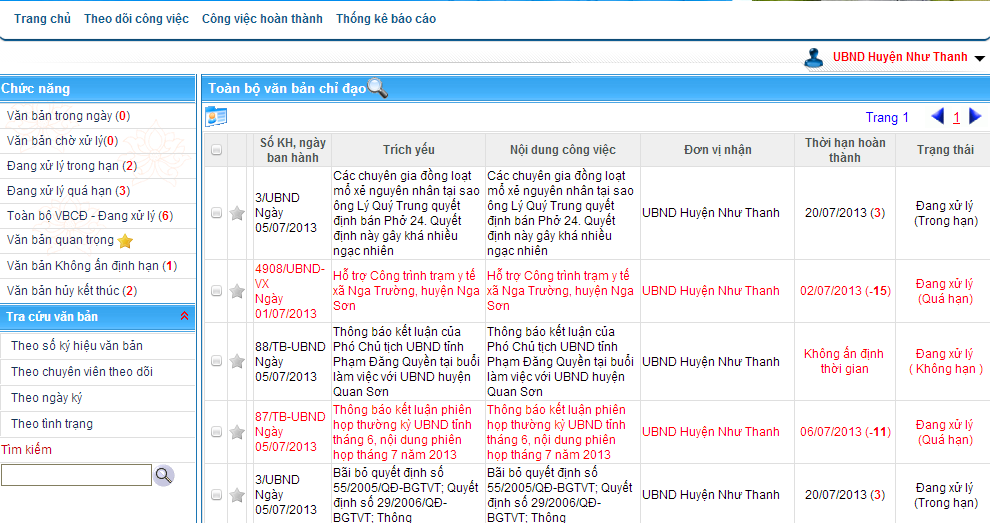 Trang chủ Theo dõi công việc Công việc hoàn thành Thống kê báo cáo
UBND Huyện Như Thanh
Chức năng
Văn bản trong ngày (0)
Văn bản chờ xử lý(0)
Đang xử lý trong hạn (2)
Đang xử lý quá hạn (3)
Toàn bộ VBCĐ - Đang xử lý (6)
Văn bản quan trọng
Văn bản Không ấn định hạn (1)
Văn bản hủy kết thúc (2)
Tra cứu văn bản
Theo số ký hiệu văn bản
Theo chuyên viên theo dõi
Theo ngày ký
Theo tình trạng
Tìm kiếm
Toàn bộ văn bản chỉ đạo
Trang 1 1
Số KH, ngày
ban hành
Trích yếu
Nội dung công việc
Đơn vị nhận
Thời hạn hoàn
thành
Trạng thái
3/UBND
Ngày
05/07/2013
Các chuyên gia đồng loạt
mổ xẻ nguyên nhân tại sao
ông Lý Quý Trung quyết
định bán Phở 24. Quyết
định này gây khá nhiều
ngạc nhiên
Các chuyên gia đồng loạt
mổ xẻ nguyên nhân tại sao
ông Lý Quý Trung quyết
định bán Phở 24. Quyết
định này gây khá nhiều
ngạc nhiên
UBND Huyện Như Thanh
20/07/2013 (3)
Đang xử lý
(Trong hạn)
4908/UBND-
VX
Ngày
01/07/2013
Hỗ trợ Công trình trạm y tế
xã Nga Trường, huyện Nga
Sơn
Hỗ trợ Công trình trạm y tế
xã Nga Trường, huyện Nga
Sơn
UBND Huyện Như Thanh
02/07/2013 (-15)
Đang xử lý
(Quá hạn)
88/TB-UBND
Ngày
05/07/2013
Thông báo kết luận của
Phó Chủ tịch UBND tỉnh
Phạm Đăng Quyền tại buổi
làm việc với UBND huyện
Quan Sơn
Thông báo kết luận của
Phó Chủ tịch UBND tỉnh
Phạm Đăng Quyền tại buổi
làm việc với UBND huyện
Quan Sơn
UBND Huyện Như Thanh
Không ấn định
thời gian
Đang xử lý
( Không hạn )
87/TB-UBND
Ngày
05/07/2013
Thông báo kết luận phiên
họp thường kỳ UBND tỉnh
tháng 6, nội dung phiên
họp tháng 7 năm 2013
Thông báo kết luận phiên
họp thường kỳ UBND tỉnh
tháng 6, nội dung phiên
họp tháng 7 năm 2013
UBND Huyện Như Thanh
06/07/2013 (-11)
Đang xử lý
(Quá hạn)
3/UBND
Ngày
05/07/2013
Bãi bỏ quyết định số
55/2005/QĐ-BGTVT; Quyết
định số 29/2006/QĐ-
BGTVT; Thông
Bãi bỏ quyết định số
55/2005/QĐ-BGTVT; Quyết
định số 29/2006/QĐ-
BGTVT; Thông
UBND Huyện Như Thanh
20/07/2013 (3)
Đang xử lý
(Trong hạn)